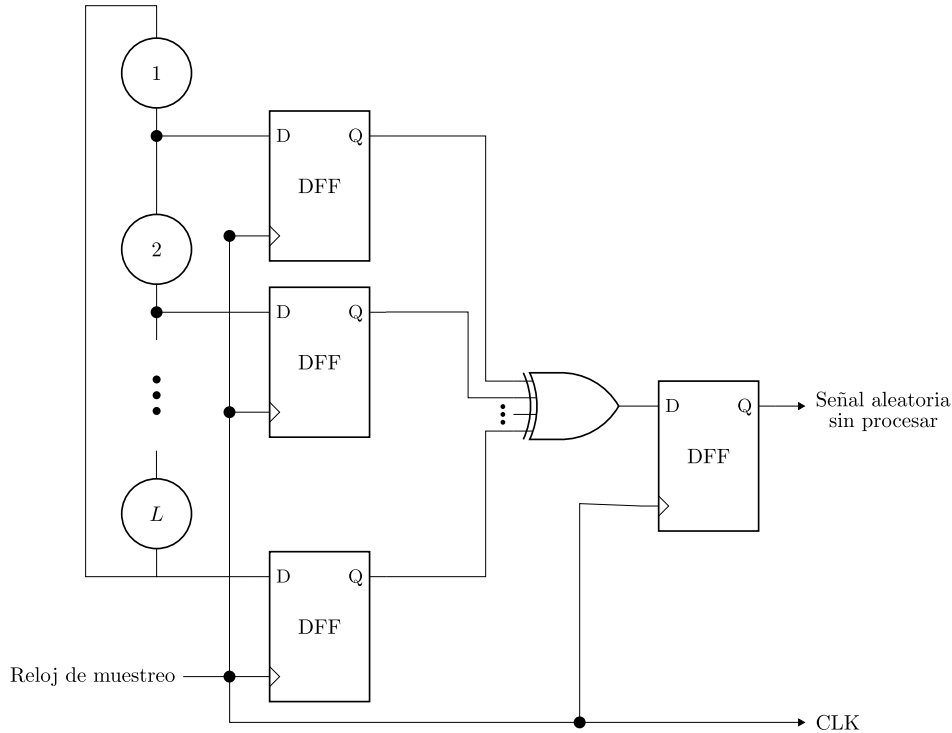 1
D Q
DFF
2
D Q
DFF
L
D Q
DFF
D Q
DFF
Señal aleatoria
sin procesar
Reloj de muestreo
CLK